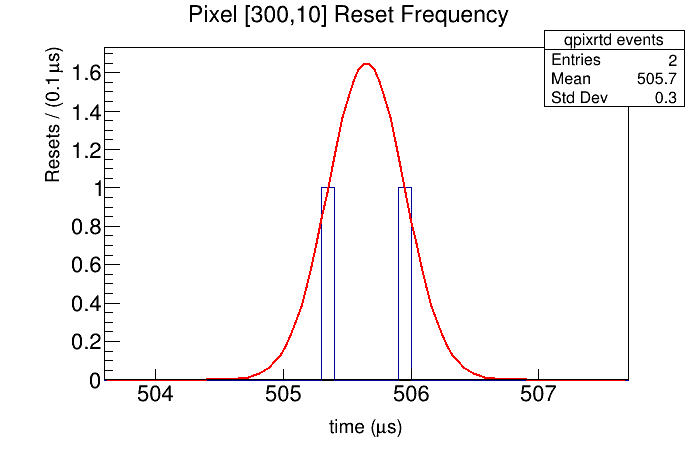 Pixel [300,10] Reset Frequency
qpixrtd events
Entries 2
Mean 505.7
Std Dev 0.3
Resets / (0.1 μs)
1.6
1.4
1.2
1
0.8
0.6
0.4
0.2
0
504 505 506 507
time (μs)